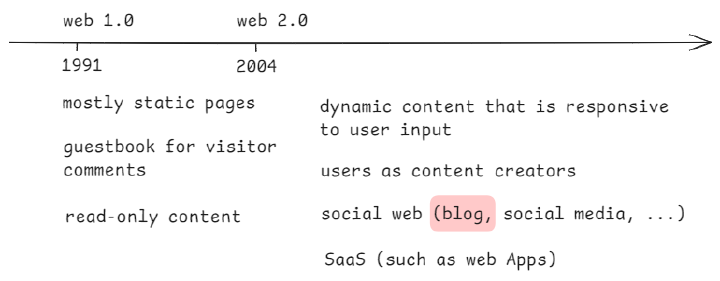 web 1.0
web 2.0
1991
2004
mostly static pages
guestbook for visitor
comments
read-only content
dynamic content that is responsive
to user input
users as content creators
social web (blog, social media, ...)
SaaS (such as web Apps)